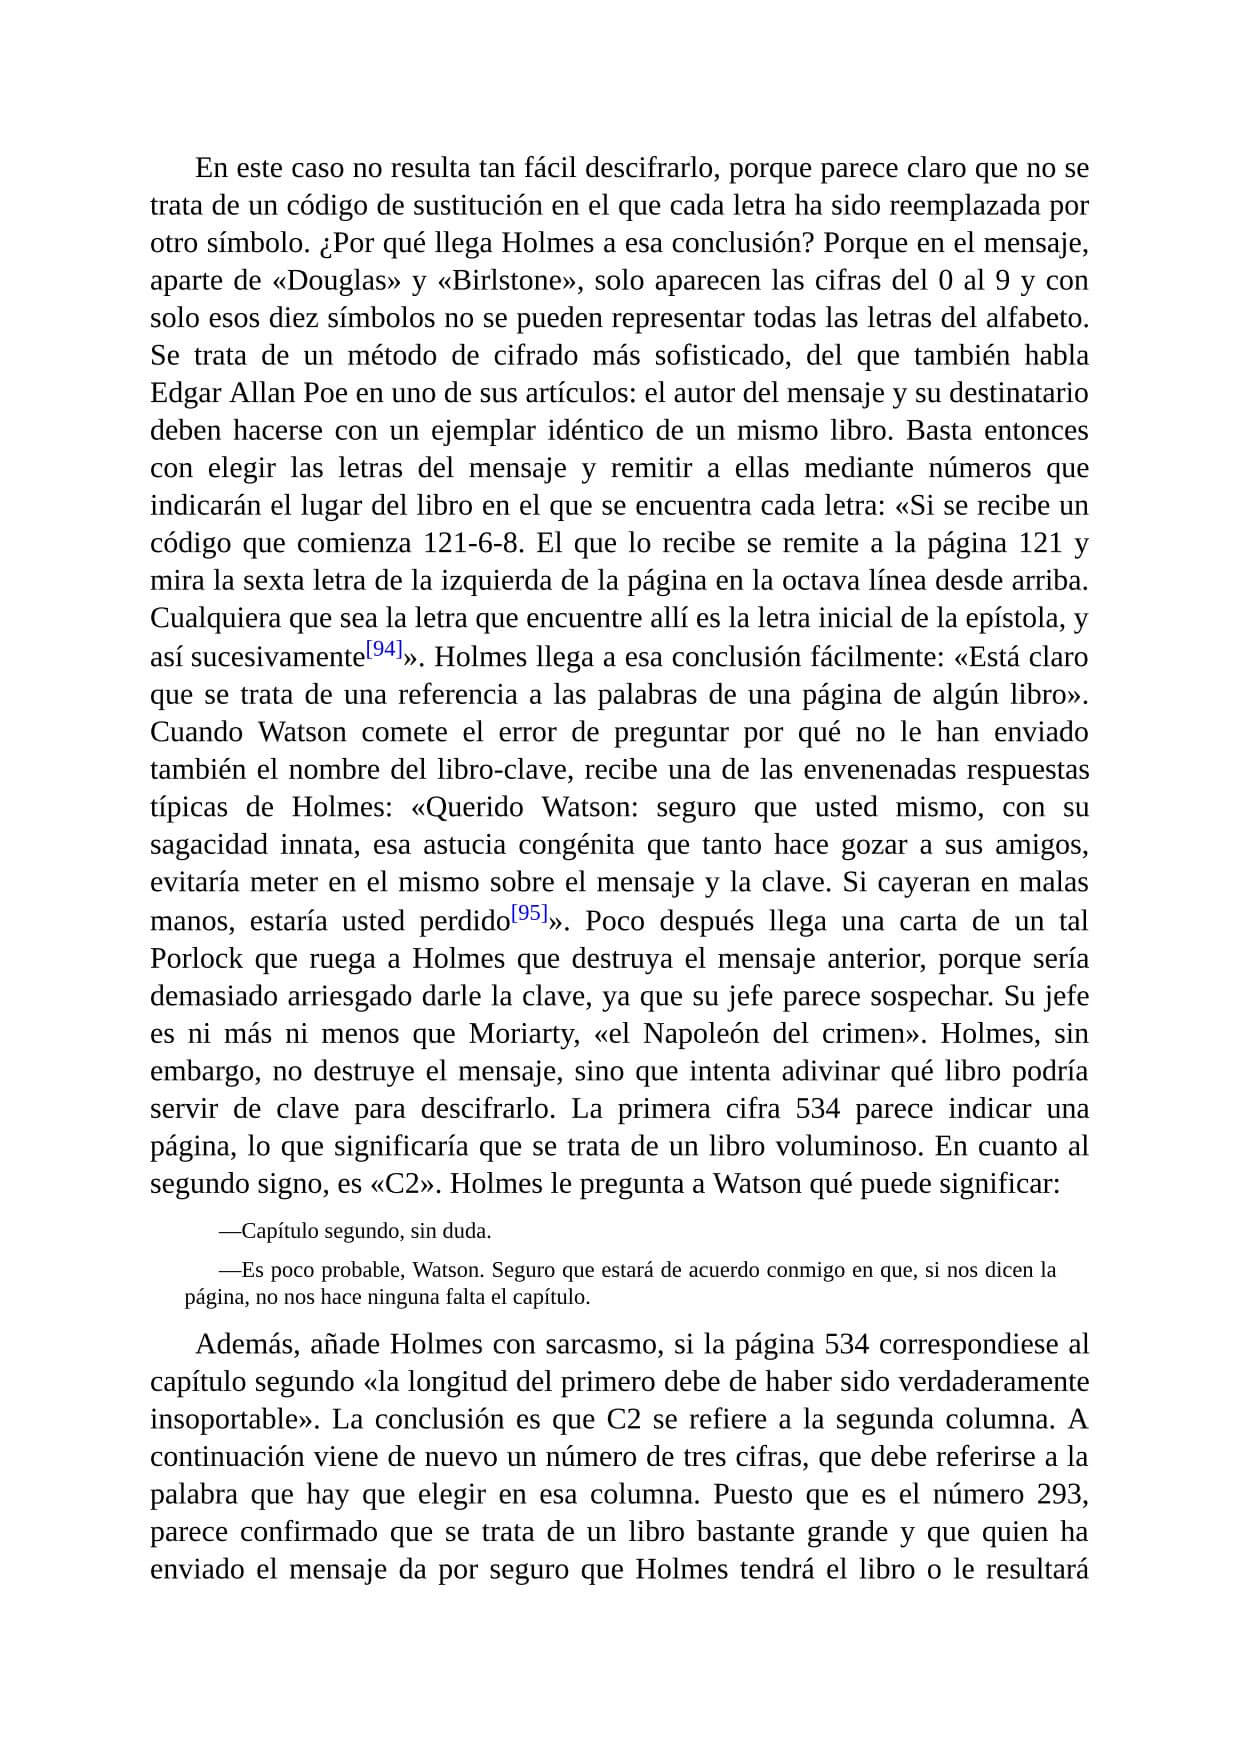 En este caso no resulta tan fácil descifrarlo, porque parece claro que no se
trata de un código de sustitución en el que cada letra ha sido reemplazada por
otro símbolo. ¿Por qué llega Holmes a esa conclusión? Porque en el mensaje,
aparte de «Douglas» y «Birlstone», solo aparecen las cifras del 0 al 9 y con
solo esos diez símbolos no se pueden representar todas las letras del alfabeto.
Se trata de un método de cifrado más sofisticado, del que también habla
Edgar Allan Poe en uno de sus artículos: el autor del mensaje y su destinatario
deben hacerse con un ejemplar idéntico de un mismo libro. Basta entonces
con elegir las letras del mensaje y remitir a ellas mediante números que
indicarán el lugar del libro en el que se encuentra cada letra: «Si se recibe un
código que comienza 121-6-8. El que lo recibe se remite a la página 121 y
mira la sexta letra de la izquierda de la página en la octava línea desde arriba.
Cualquiera que sea la letra que encuentre allí es la letra inicial de la epístola, y
así sucesivamente[94]». Holmes llega a esa conclusión fácilmente: «Está claro
que se trata de una referencia a las palabras de una página de algún libro».
Cuando Watson comete el error de preguntar por qué no le han enviado
también el nombre del libro-clave, recibe una de las envenenadas respuestas
típicas de Holmes: «Querido Watson: seguro que usted mismo, con su
sagacidad innata, esa astucia congénita que tanto hace gozar a sus amigos,
evitaría meter en el mismo sobre el mensaje y la clave. Si cayeran en malas
manos, estaría usted perdido[95]». Poco después llega una carta de un tal
Porlock que ruega a Holmes que destruya el mensaje anterior, porque sería
demasiado arriesgado darle la clave, ya que su jefe parece sospechar. Su jefe
es ni más ni menos que Moriarty, «el Napoleón del crimen». Holmes, sin
embargo, no destruye el mensaje, sino que intenta adivinar qué libro podría
servir de clave para descifrarlo. La primera cifra 534 parece indicar una
página, lo que significaría que se trata de un libro voluminoso. En cuanto al
segundo signo, es «C2». Holmes le pregunta a Watson qué puede significar:
—Capítulo segundo, sin duda.
—Es poco probable, Watson. Seguro que estará de acuerdo conmigo en que, si nos dicen la
página, no nos hace ninguna falta el capítulo.
Además, añade Holmes con sarcasmo, si la página 534 correspondiese al
capítulo segundo «la longitud del primero debe de haber sido verdaderamente
insoportable». La conclusión es que C2 se refiere a la segunda columna. A
continuación viene de nuevo un número de tres cifras, que debe referirse a la
palabra que hay que elegir en esa columna. Puesto que es el número 293,
parece confirmado que se trata de un libro bastante grande y que quien ha
enviado el mensaje da por seguro que Holmes tendrá el libro o le resultará